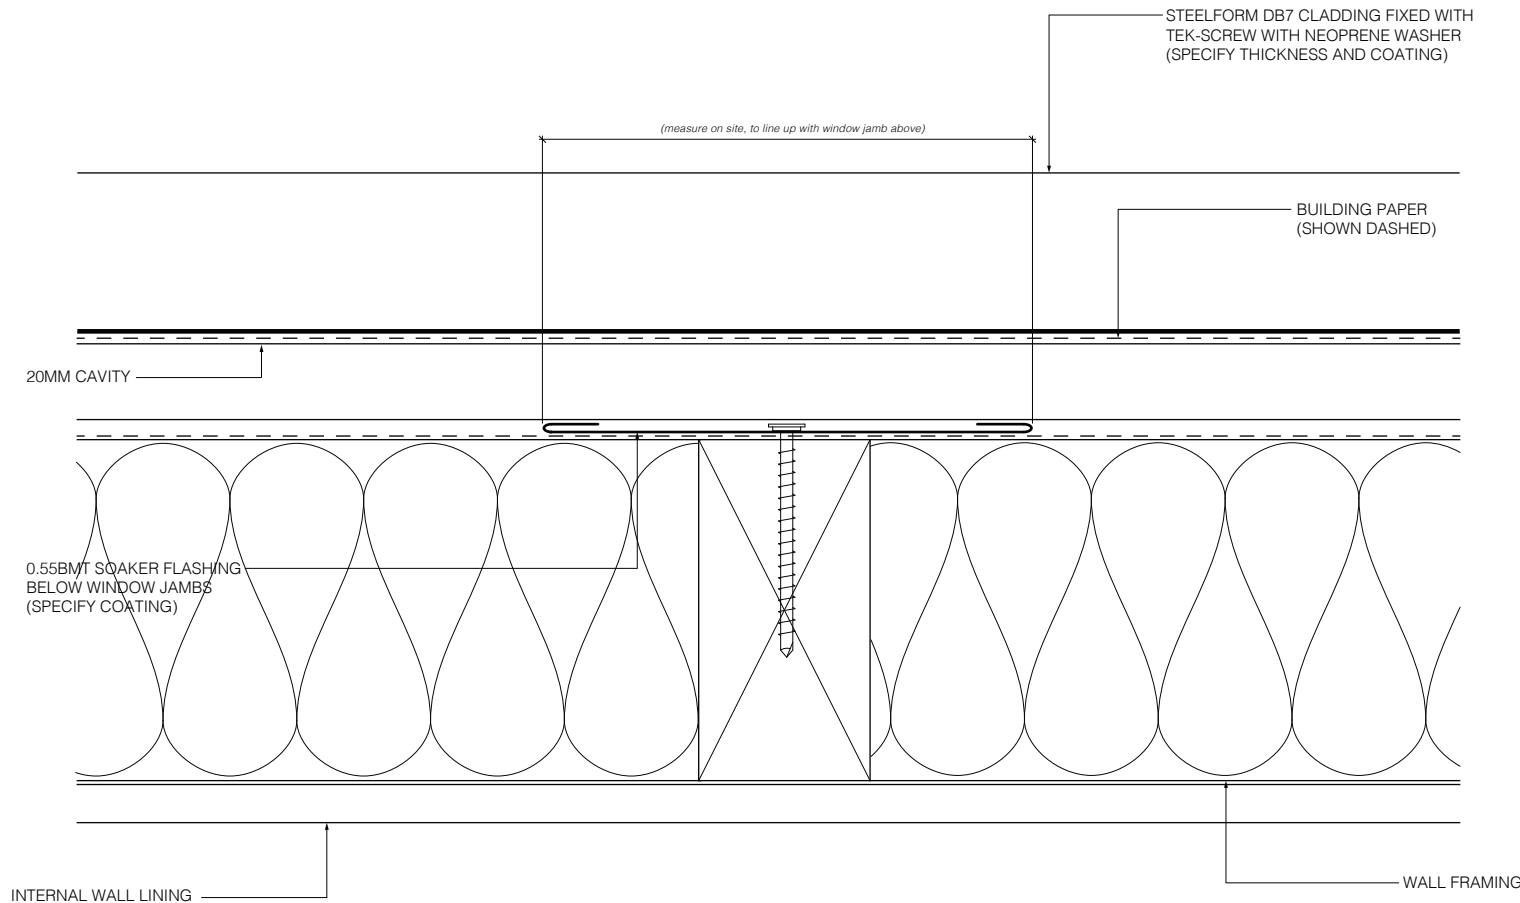 STEELFORM DB7 CLADDING FIXED WITH
TEK-SCREW WITH NEOPRENE WASHER
(SPECIFY THICKNESS AND COATING)
(measure on site, to line up with window jamb above)
BUILDING PAPER
(SHOWN DASHED)
20MM CAVITY
0.55BMT SOAKER FLASHING
BELOW WINDOW JAMBS
(SPECIFY COATING)
INTERNAL WALL LINING
WALL FRAMING